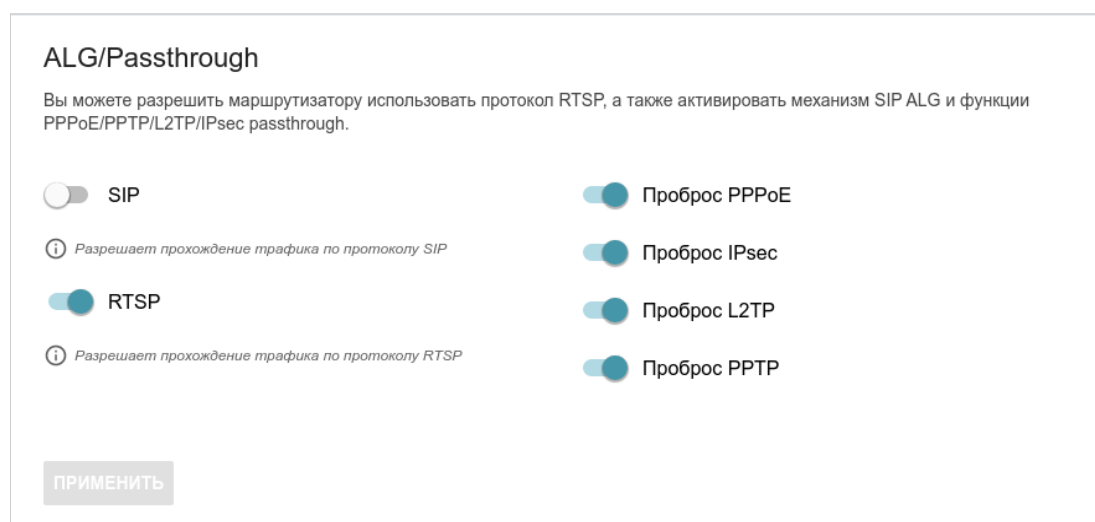 ALG/Passthrough
Вы можете разрешить маршрутизатору использовать протокол RTSP, а также активировать механизм SIP ALG и функции
PPPoE/PPTP/L2TP/IPsec passthrough.
SIP
Разрешает прохождение трафика по протоколу SIP
RTSP
Разрешает прохождение трафика по протоколу RTSP
Проброс PPPoE
Проброс IPsec
Проброс L2TP
Проброс PPTP
ПРИМЕНИТЬ